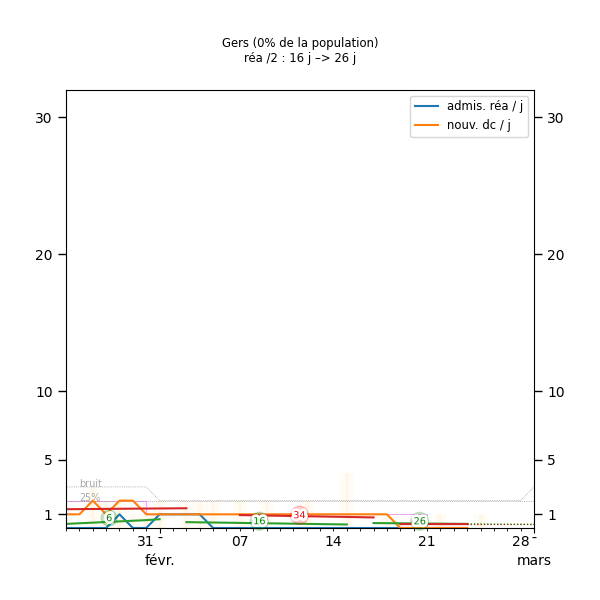 Gers (0% de la population)
réa /2 : 16 j –> 26 j
admis. réa / j
nouv. dc / j
30
30
20
20
10
10
5
5
bruit
25%
1
1
6
16
34
26
31 -
07
14
21
28 -
févr.
mars